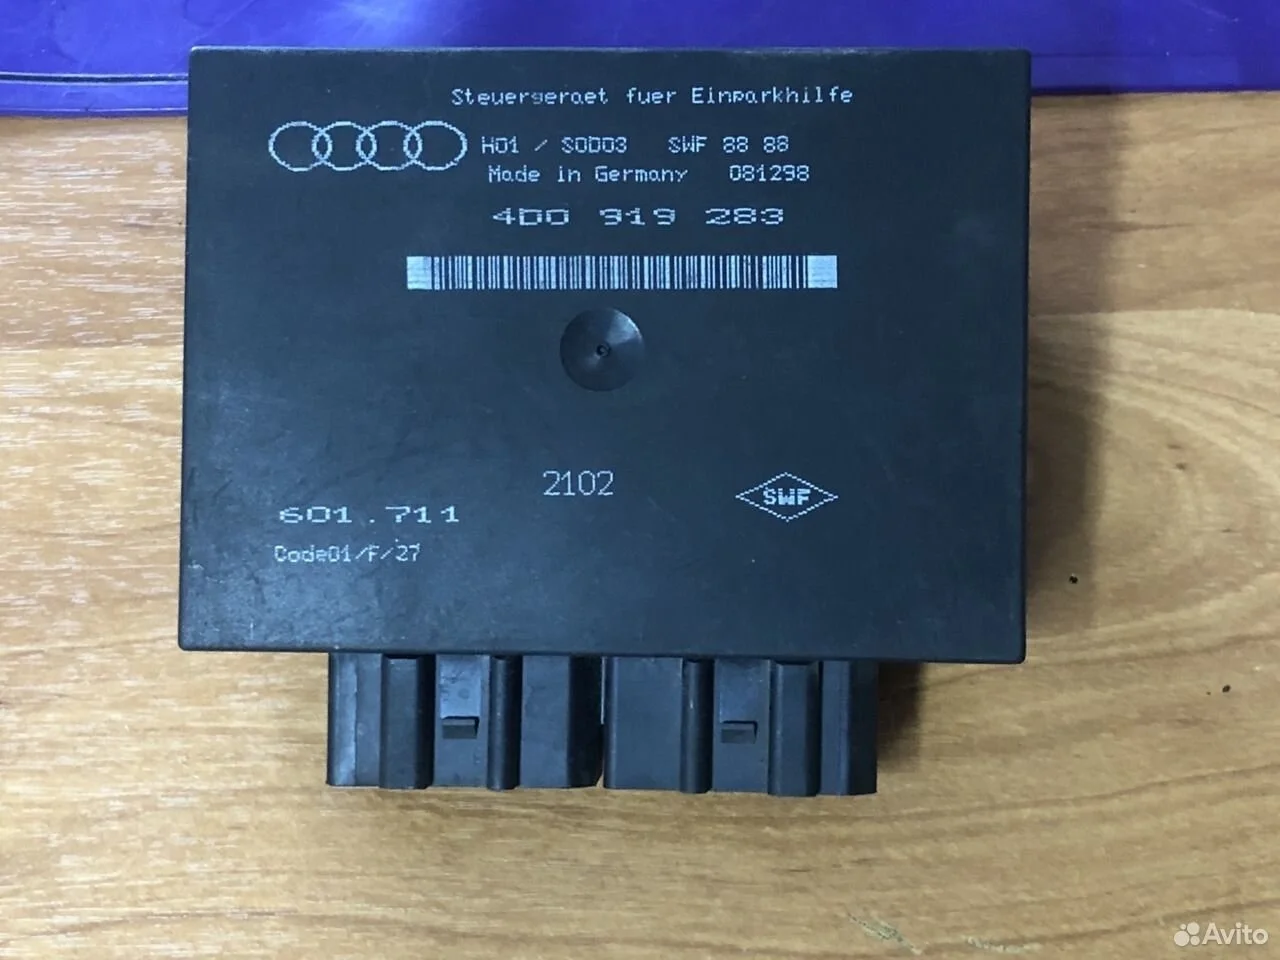 Steuergeraet fuer Einparkhilfe
H01 / SOD03 SWF 88 88
Made in Germany 081298
4D0 919 283
2102
SWF
601.711
Code01/F/27
Avito